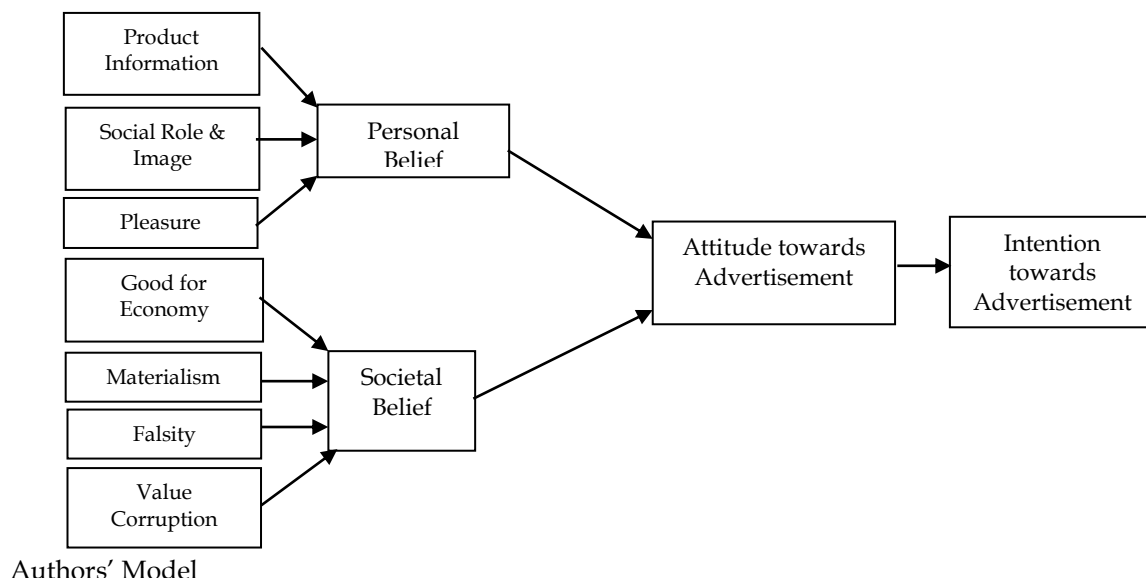 Product
Information
Social Role &
Image
Pleasure
Personal
Belief
Good for
Economy
Materialism
Falsity
Value
Corruption
Societal
Belief
Attitude towards
Advertisement
Intention
towards
Advertisement
Authors' Model